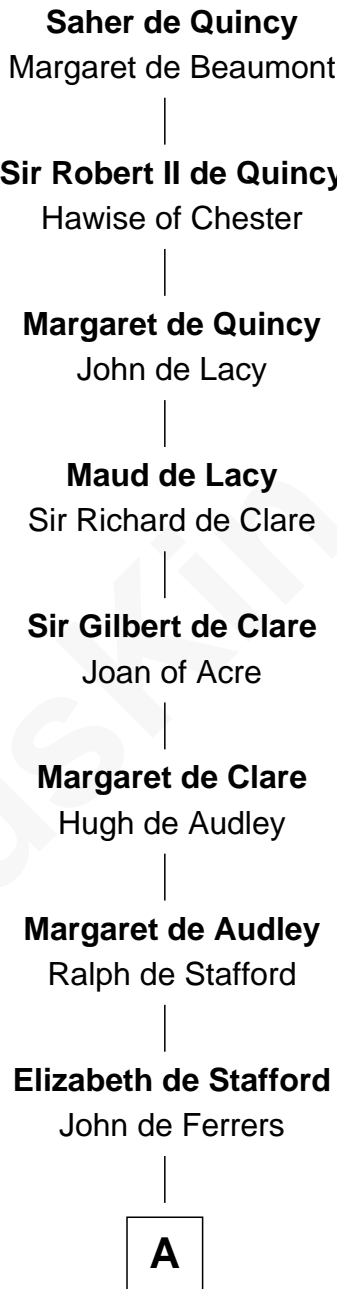 Saher de Quincy
Margaret de Beaumont
Sir Robert II de Quincy
Hawise of Chester
Margaret de Quincy
John de Lacy
Maud de Lacy
Sir Richard de Clare
Sir Gilbert de Clare
Joan of Acre
Margaret de Clare
Hugh de Audley
Margaret de Audley
Ralph de Stafford
Elizabeth de Stafford
John de Ferrers
A